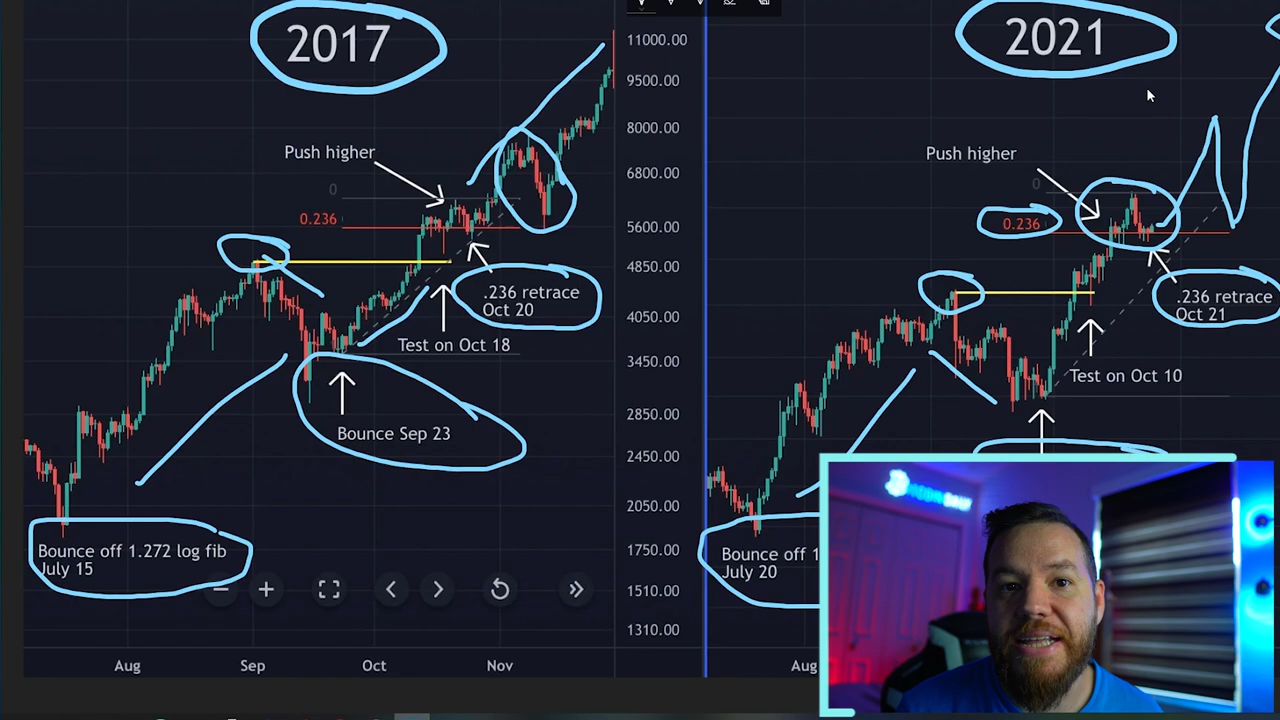 2017
Push higher
0
0.236
.236 retrace
Oct 20
Test on Oct 18
Bounce Sep 23
Bounce off 1.272 log fib
July 15
Aug
Sep
Oct
Nov
11000.00
9500.00
8000.00
6800.00
5600.00
4850.00
4050.00
3450.00
2850.00
2450.00
2050.00
1750.00
1510.00
1310.00
2021
Push higher
0
0.236
.236 retrace
Oct 21
Test on Oct 10
Bounce off 1
July 20
Aug